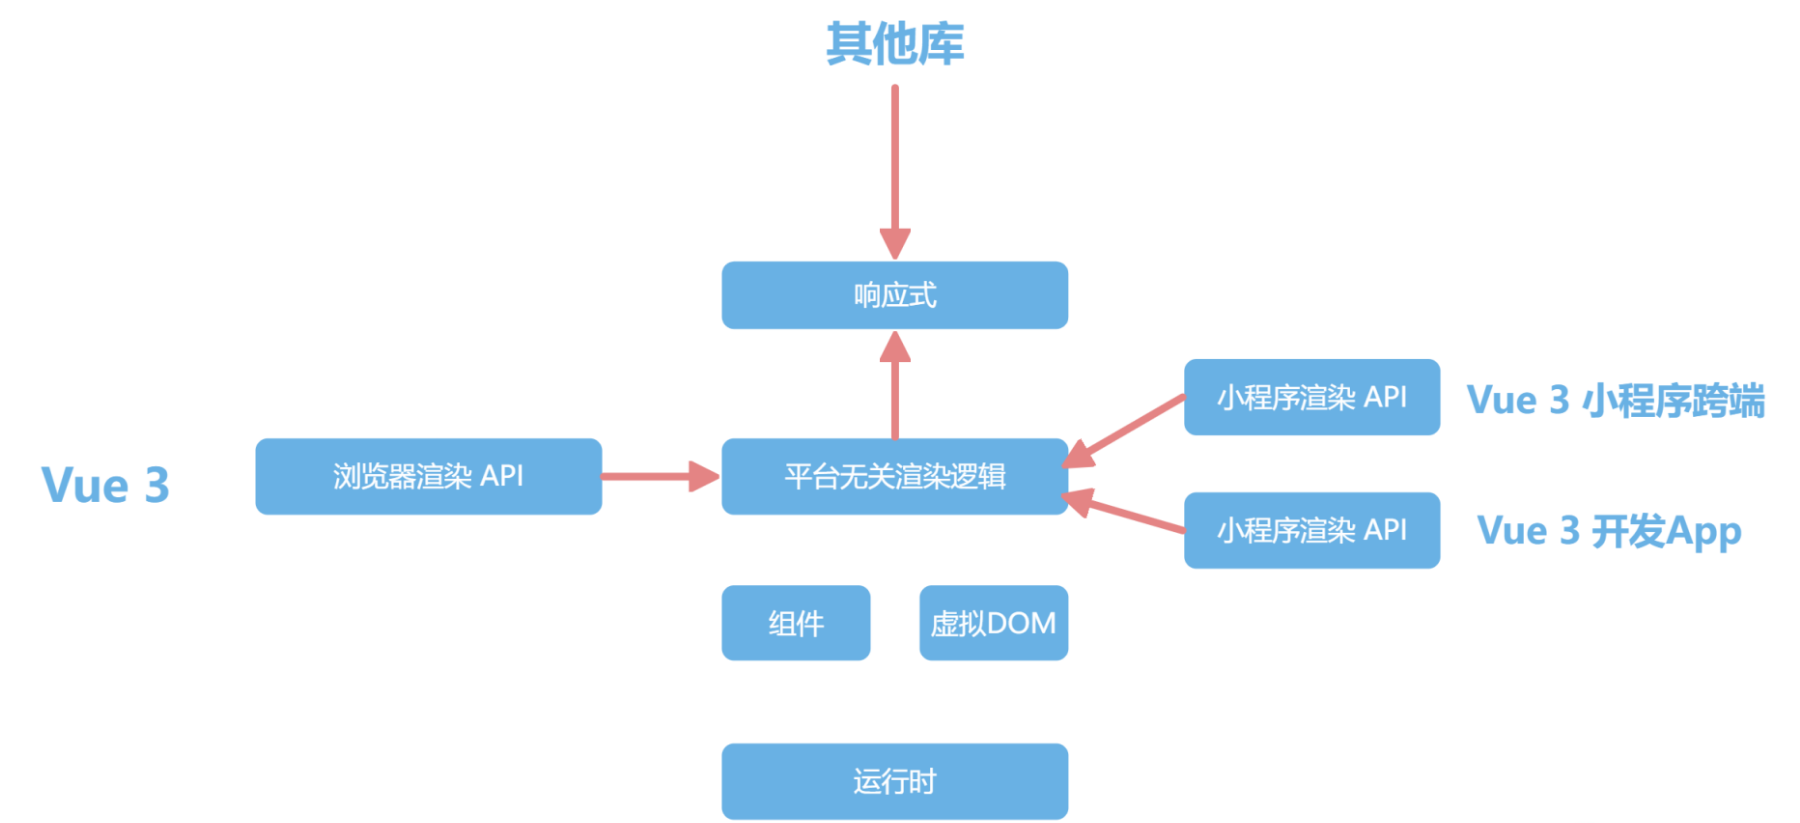 其他库
响应式
小程序渲染 API
Vue 3 小程序跨端
Vue 3
浏览器渲染 API
平台无关渲染逻辑
小程序渲染 API
Vue 3 开发App
组件
虚拟DOM
运行时